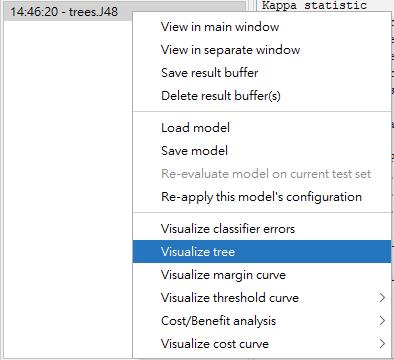 Kappa statistic
14:46:20 - trees.J48
View in main window
View in separate window
Save result buffer
Delete result buffer(s)
Load model
Save model
Re-evaluate model on current test set
Re-apply this model's configuration
Visualize classifier errors
Visualize tree
Visualize margin curve
Visualize threshold curve
Cost/Benefit analysis
Visualize cost curve